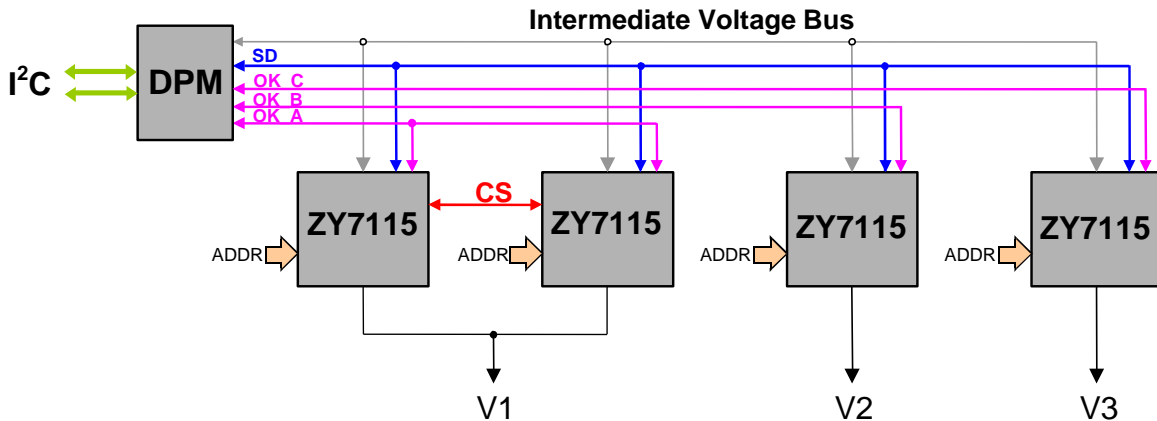 Intermediate Voltage Bus
I²C
DPM
SD
OK_C
OK_B
OK_A
ZY7115
CS
ZY7115
ZY7115
ZY7115
ADDR
ADDR
ADDR
ADDR
V1
V2
V3